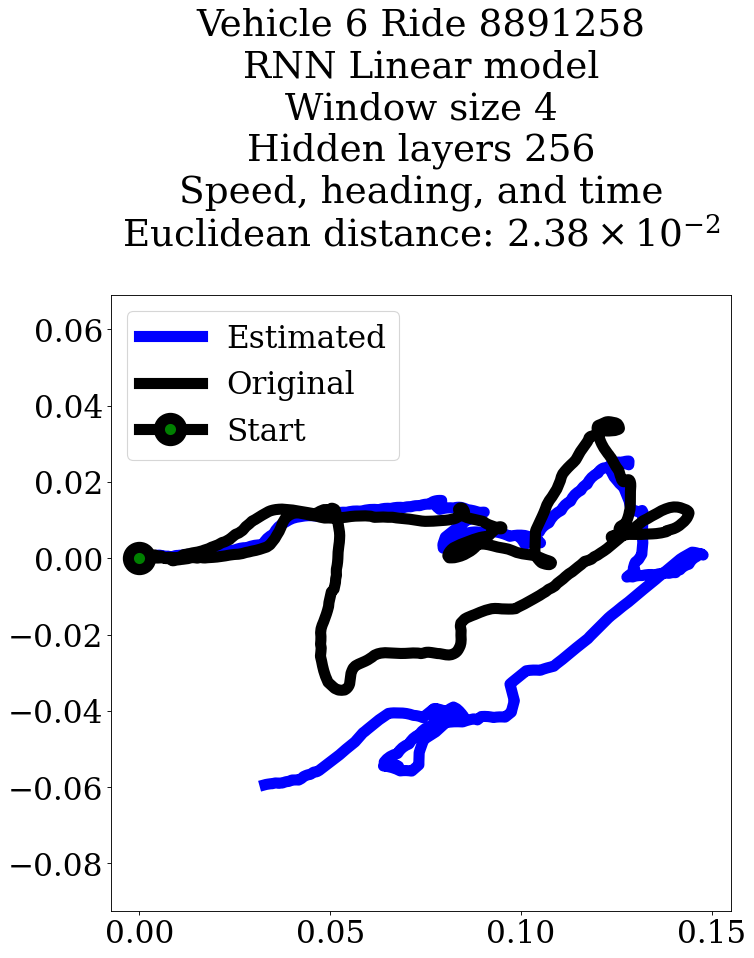 Vehicle 6 Ride 8891258
RNN Linear model
Window size 4
Hidden layers 256
Speed, heading, and time
Euclidean distance: 2.38 × 10⁻²
Estimated
Original
Start
0.06
0.04
0.02
0.00
−0.02
−0.04
−0.06
−0.08
0.00 0.05 0.10 0.15